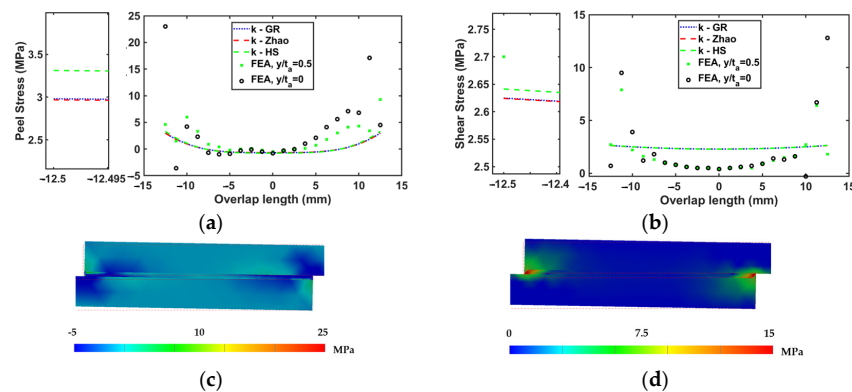 Peel Stress (MPa)
3.5
3
2.5
−12.5 −12.495
25
20
15
10
5
0
-5
−15 −10 −5 0 5 10 15
Overlap length (mm)
k - GR
k - Zhao
k - HS
FEA, y/tₐ=0.5
FEA, y/tₐ=0
(a)
Shear Stress (MPa)
2.75
2.7
2.65
2.6
2.55
2.5
−12.5 −12.4
25
20
15
10
5
0
−15 −10 −5 0 5 10 15
Overlap length (mm)
k - GR
k - Zhao
k - HS
FEA, y/tₐ=0.5
FEA, y/tₐ=0
(b)
-5 10 25
MPa
(c)
0 7.5 15
MPa
(d)